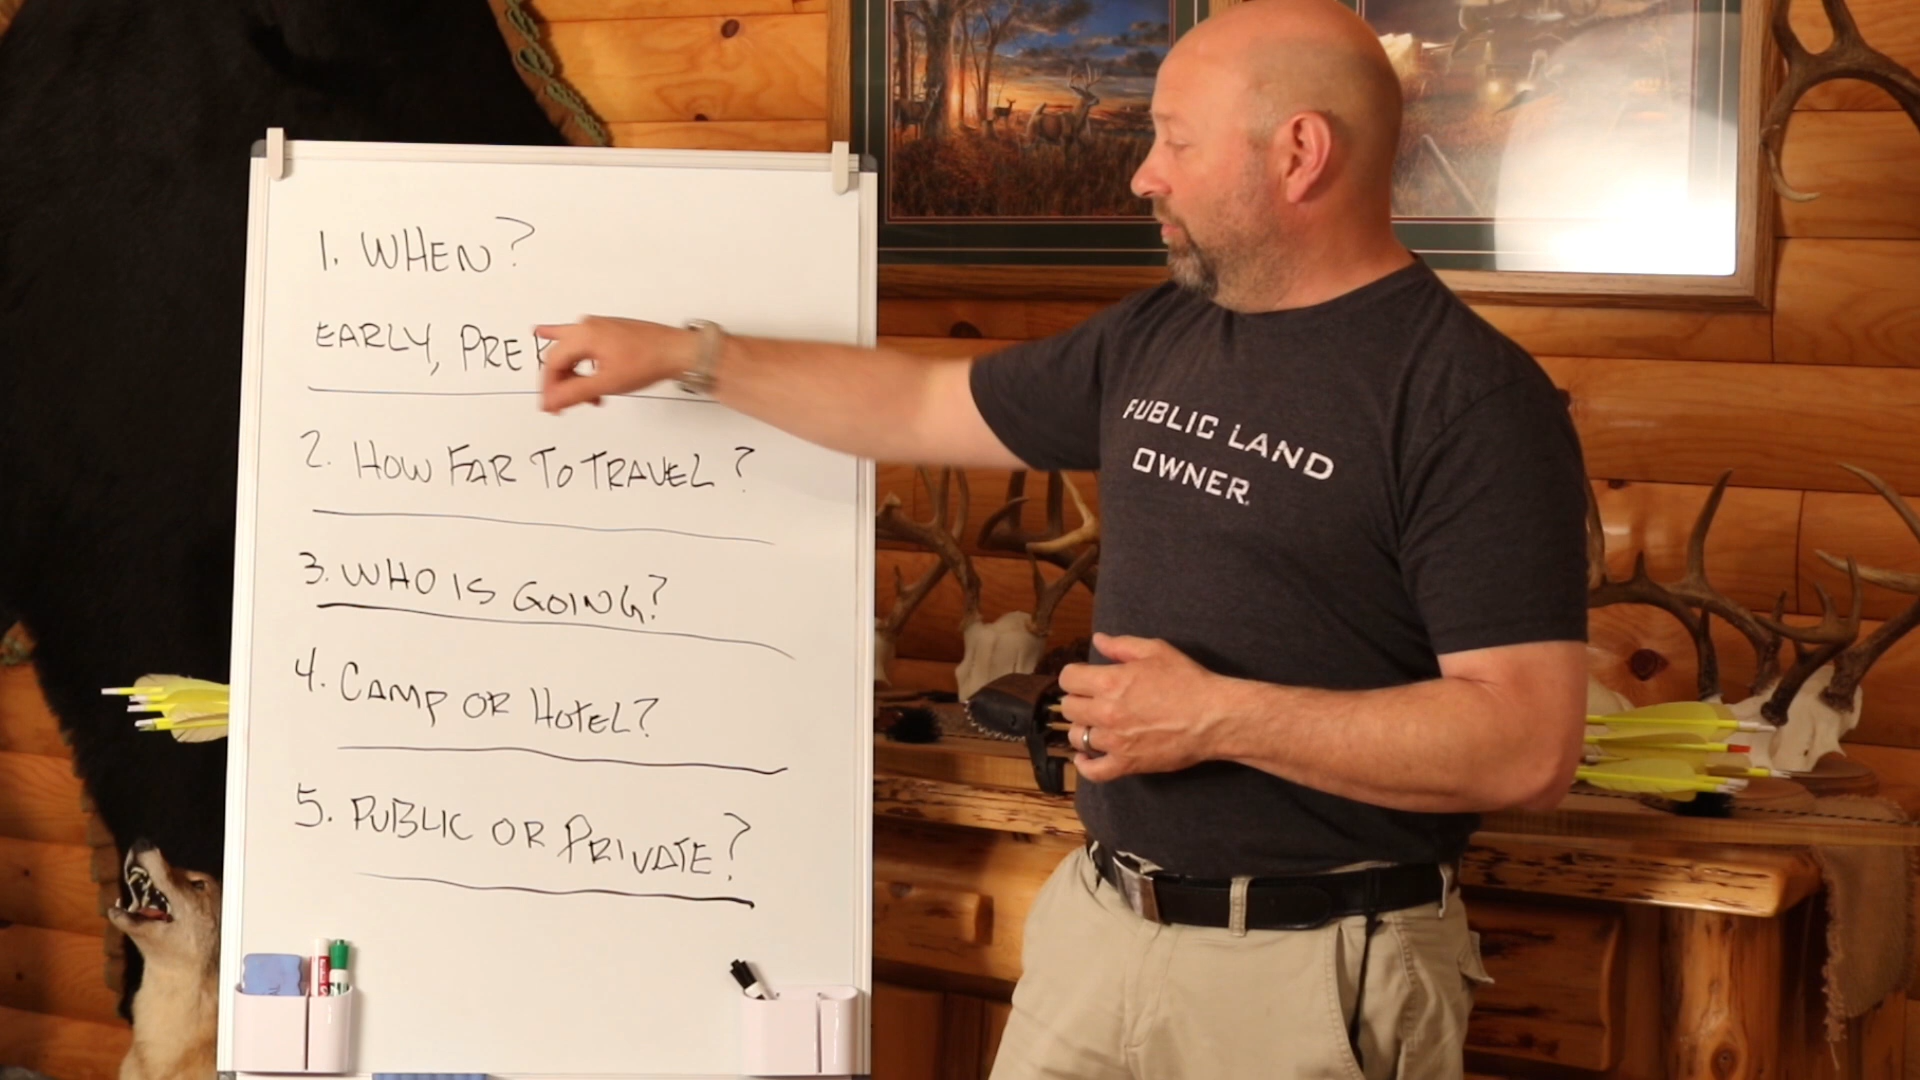 1. WHEN?
EARLY, PRE
2. HOW FAR TO TRAVEL?
3. WHO IS GOING?
4. CAMP OR HOTEL?
5. PUBLIC OR PRIVATE?
PUBLIC LAND
OWNER